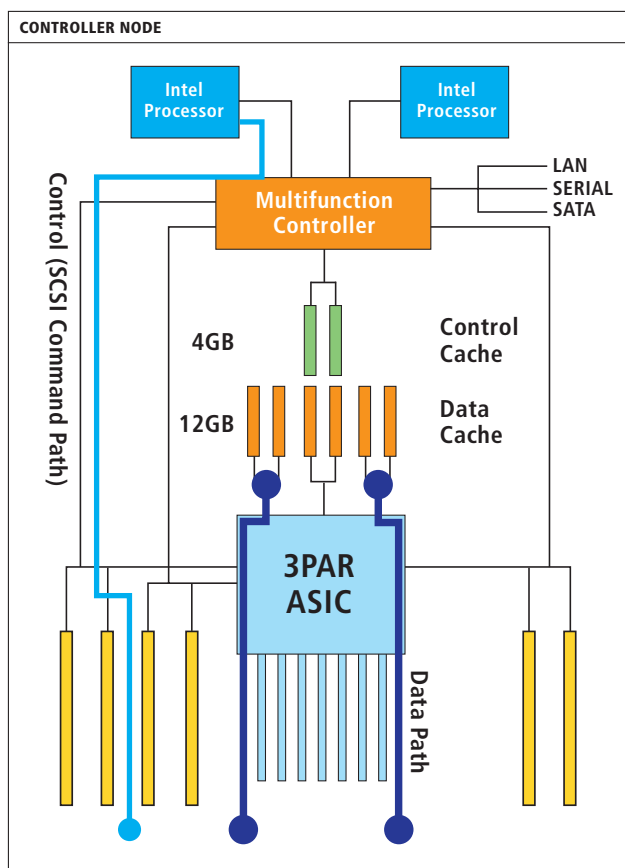 CONTROLLER NODE
Intel
Processor
Intel
Processor
LAN
SERIAL
SATA
Multifunction
Controller
Control (SCSI Command Path)
4GB
Control
Cache
12GB
Data
Cache
3PAR
ASIC
Data Path